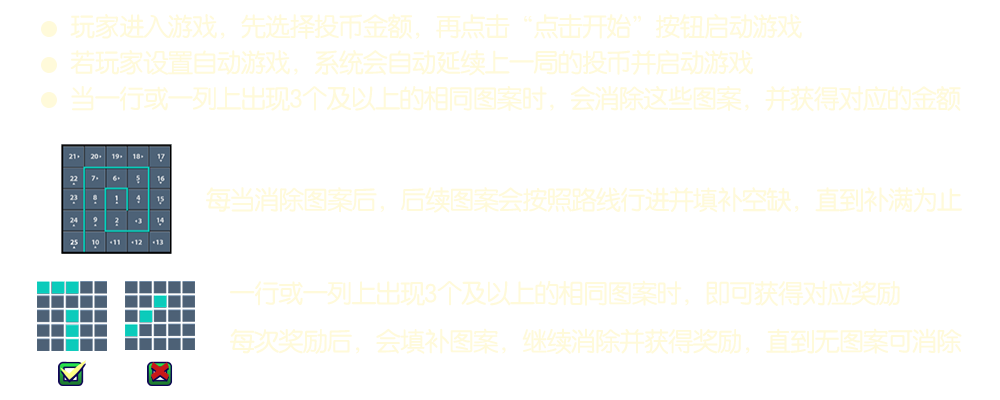 玩家进入游戏，先选择投币金额，再点击“点击开始”按钮启动游戏
若玩家设置自动游戏，系统会自动延续上一局的投币并启动游戏
当一行或一列上出现3个及以上的相同图案时，会消除这些图案，并获得对应的金额
21 20 19 18 17
22 7 6 5 16
23 8 1 4 15
24 9 2 3 14
25 10 11 12 13
每当消除图案后，后续图案会按照路线行进并填补空缺，直到补满为止
一行或一列上出现3个及以上的相同图案时，即可获得对应奖励
每次奖励后，会填补图案，继续消除并获得奖励，直到无图案可消除